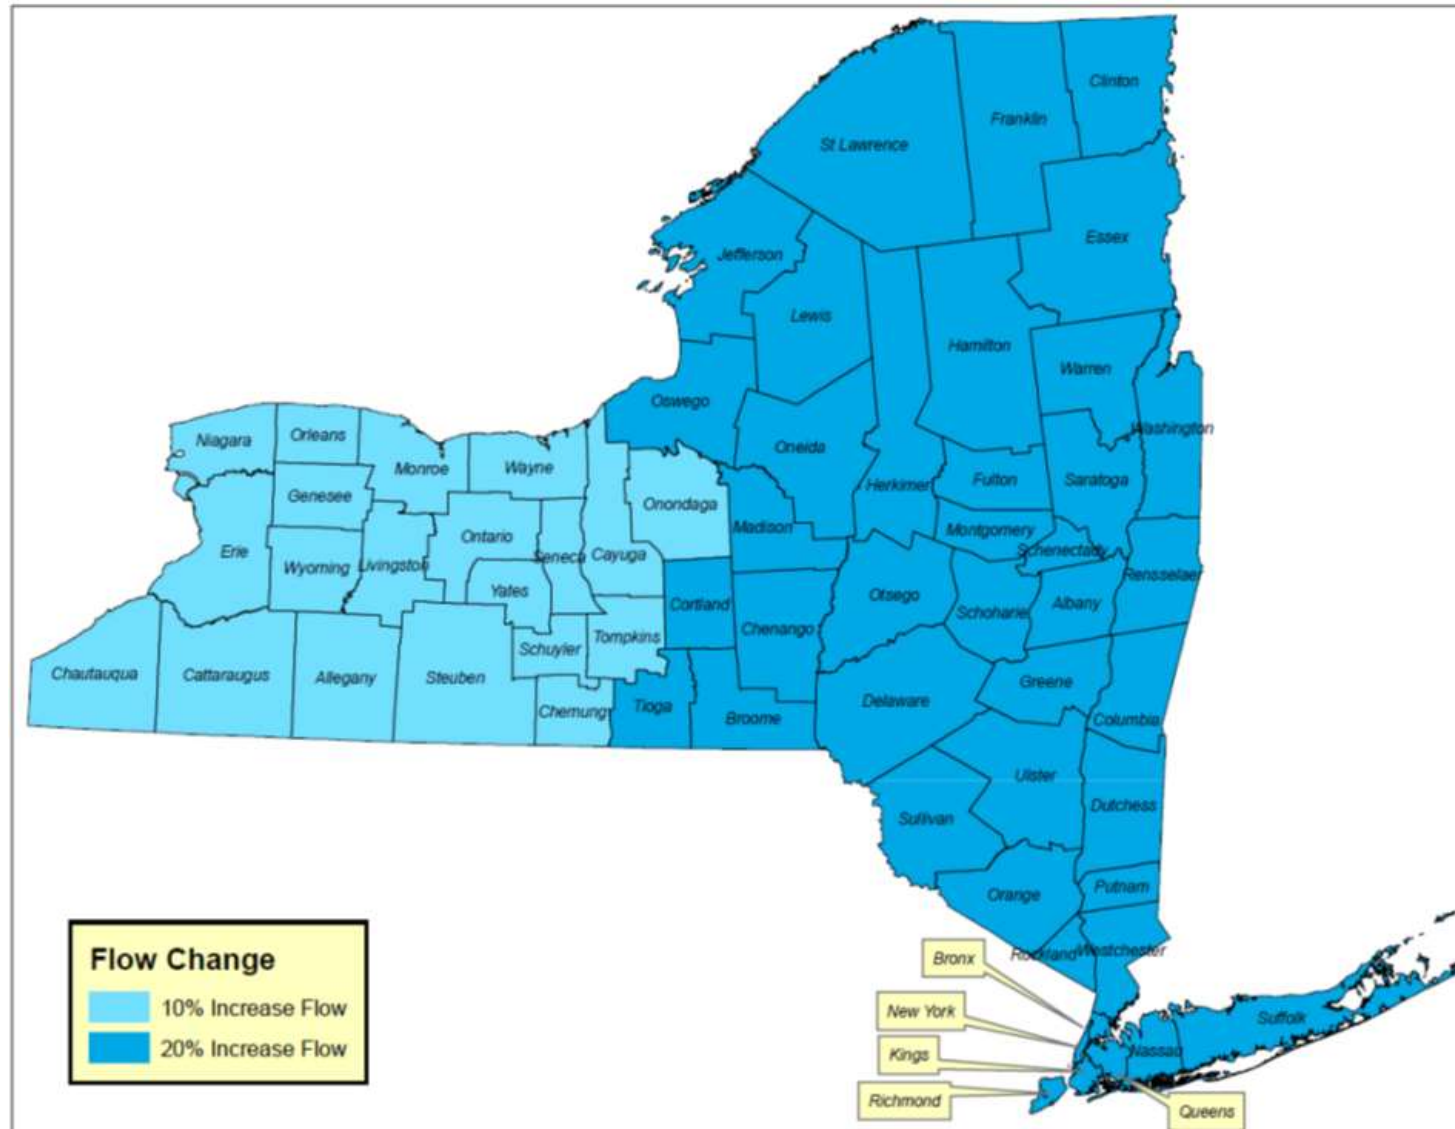 Clinton
Franklin
St Lawrence
Essex
Jefferson
Lewis
Hamilton
Warren
Oswego
Washington
Niagara
Orleans
Oneida
Monroe
Wayne
Herkimer
Fulton
Saratoga
Genesee
Onondaga
Madison
Montgomery
Ontario
Schenectady
Erie
Seneca
Cayuga
Wyoming
Livingston
Rensselaer
Yates
Otsego
Albany
Cortland
Schoharie
Chenango
Tompkins
Schuyler
Chautauqua
Cattaraugus
Allegany
Steuben
Greene
Delaware
Chemung
Tioga
Broome
Columbia
Ulster
Dutchess
Sullivan
Putnam
Orange
Rockland
Westchester
Bronx
New York
Suffolk
Kings
Nassau
Richmond
Queens
Flow Change
10% Increase Flow
20% Increase Flow